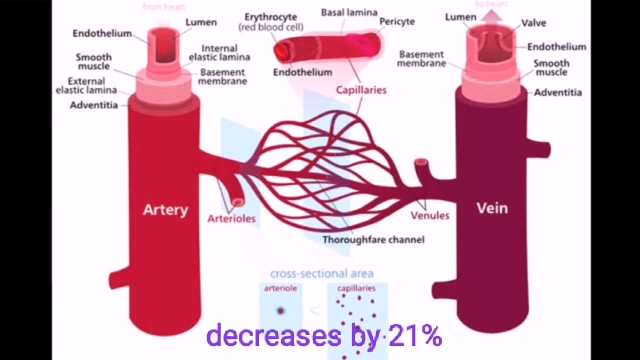 from heart
Lumen
Endothelium
Smooth
muscle
External
elastic lamina
Adventitia
Internal
elastic lamina
Basement
membrane
Erythrocyte
(red blood cell)
Basal lamina
Pericyte
Endothelium
Capillaries
to heart
Lumen
Valve
Endothelium
Basement
membrane
Smooth
muscle
Adventitia
Artery
Arterioles
Thoroughfare channel
Venules
Vein
cross-sectional area
arteriole
<
capillaries
decreases by 21%